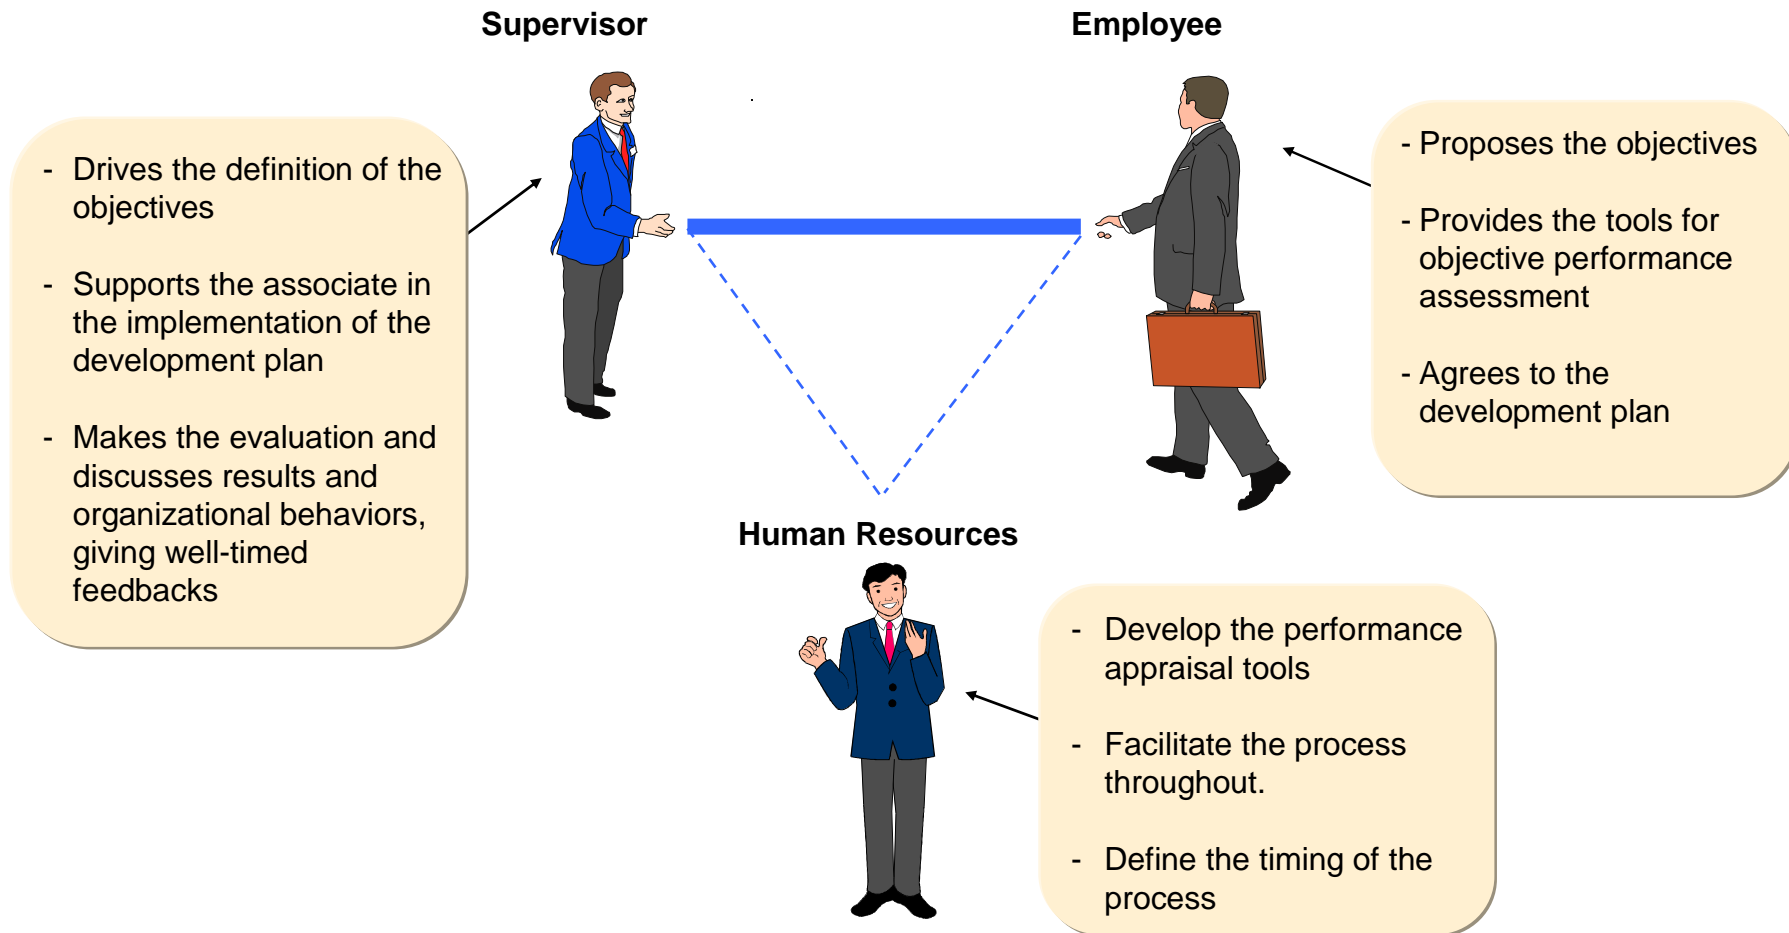 Supervisor
Employee
- Drives the definition of the
objectives
- Supports the associate in
the implementation of the
development plan
- Makes the evaluation and
discusses results and
organizational behaviors,
giving well-timed
feedbacks
- Proposes the objectives
- Provides the tools for
objective performance
assessment
- Agrees to the
development plan
Human Resources
- Develop the performance
appraisal tools
- Facilitate the process
throughout.
- Define the timing of the
process